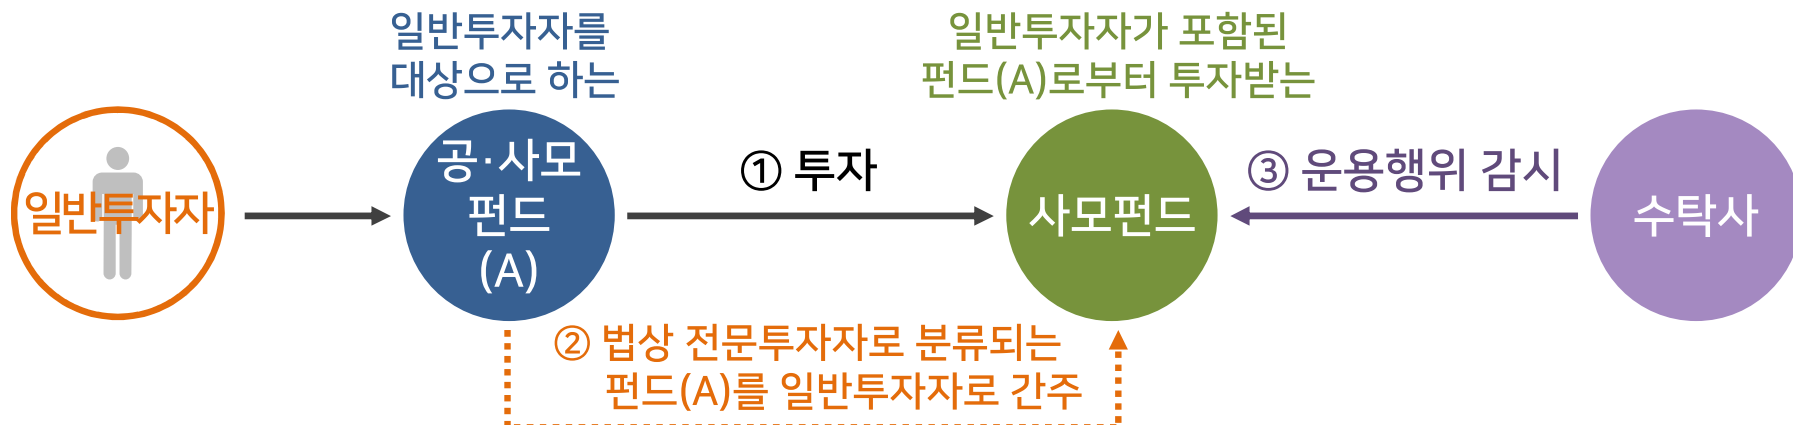 일반투자자를
대상으로 하는
일반투자자가 포함된
펀드(A)로부터 투자받는
일반투자자
공·사모
펀드
(A)
① 투자
사모펀드
③ 운용행위 감시
수탁사
② 법상 전문투자자로 분류되는
펀드(A)를 일반투자자로 간주